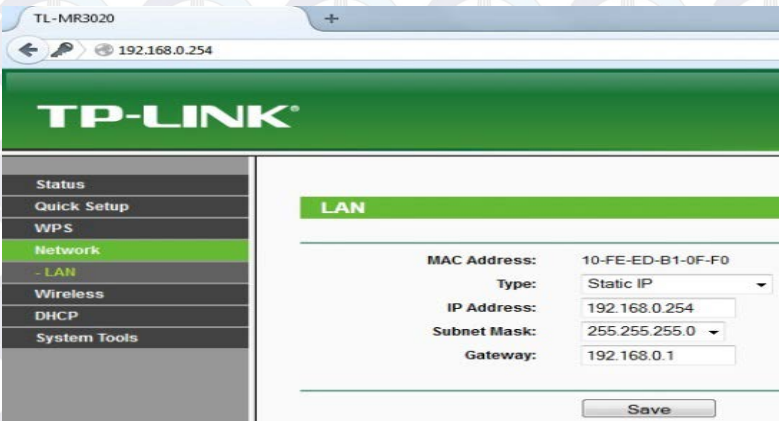 TL-MR3020
192.168.0.254
TP-LINK®
Status
Quick Setup
WPS
Network
- LAN
Wireless
DHCP
System Tools
LAN
MAC Address: 10-FE-ED-B1-0F-F0
Type: Static IP
IP Address: 192.168.0.254
Subnet Mask: 255.255.255.0
Gateway: 192.168.0.1
Save